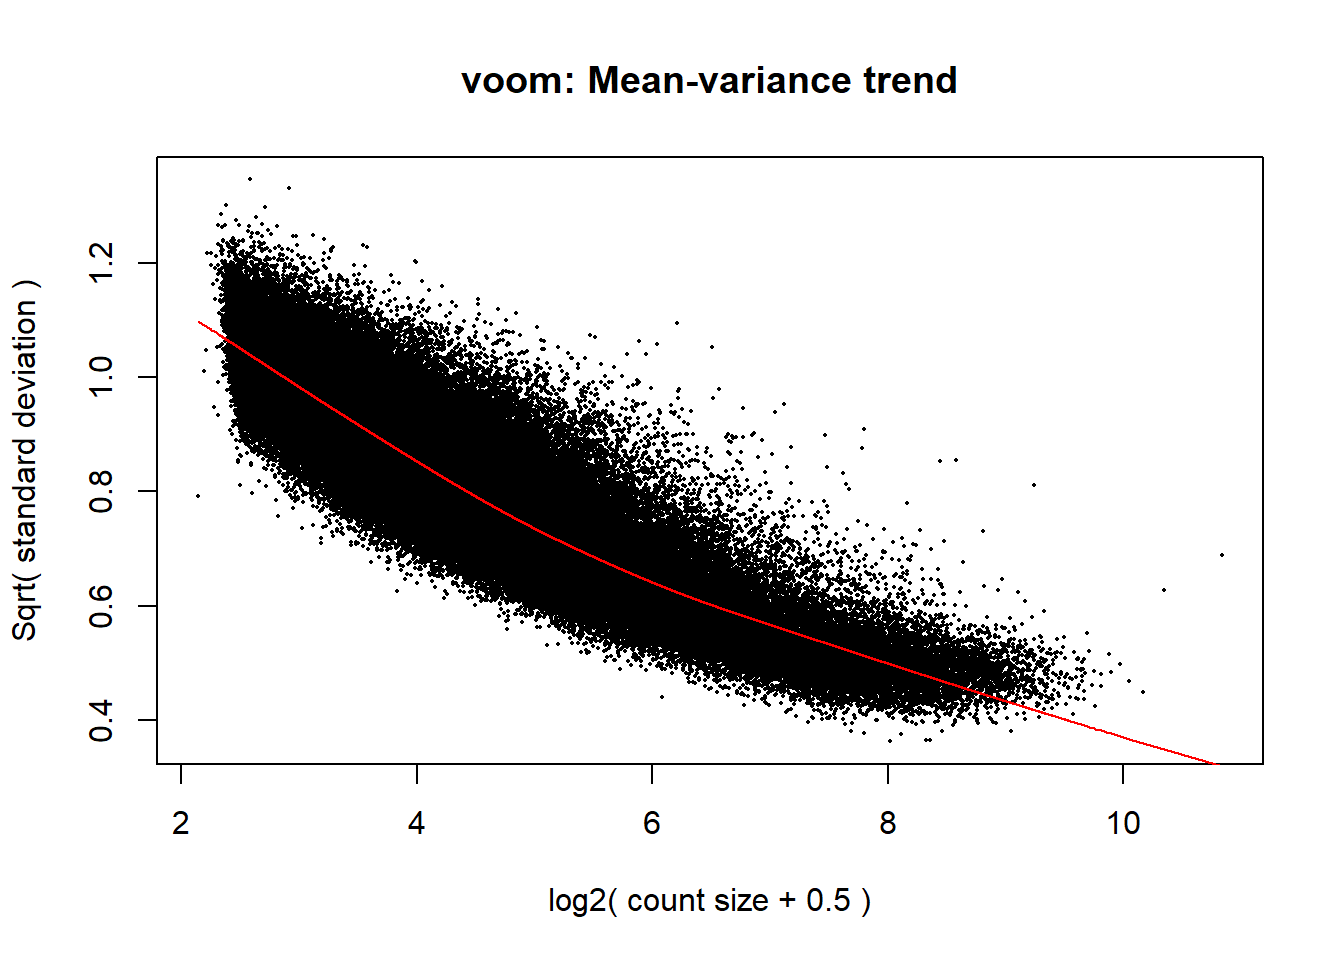 voom: Mean-variance trend
Sqrt( standard deviation )
1.2
1.0
0.8
0.6
0.4
2 4 6 8 10
log2( count size + 0.5 )